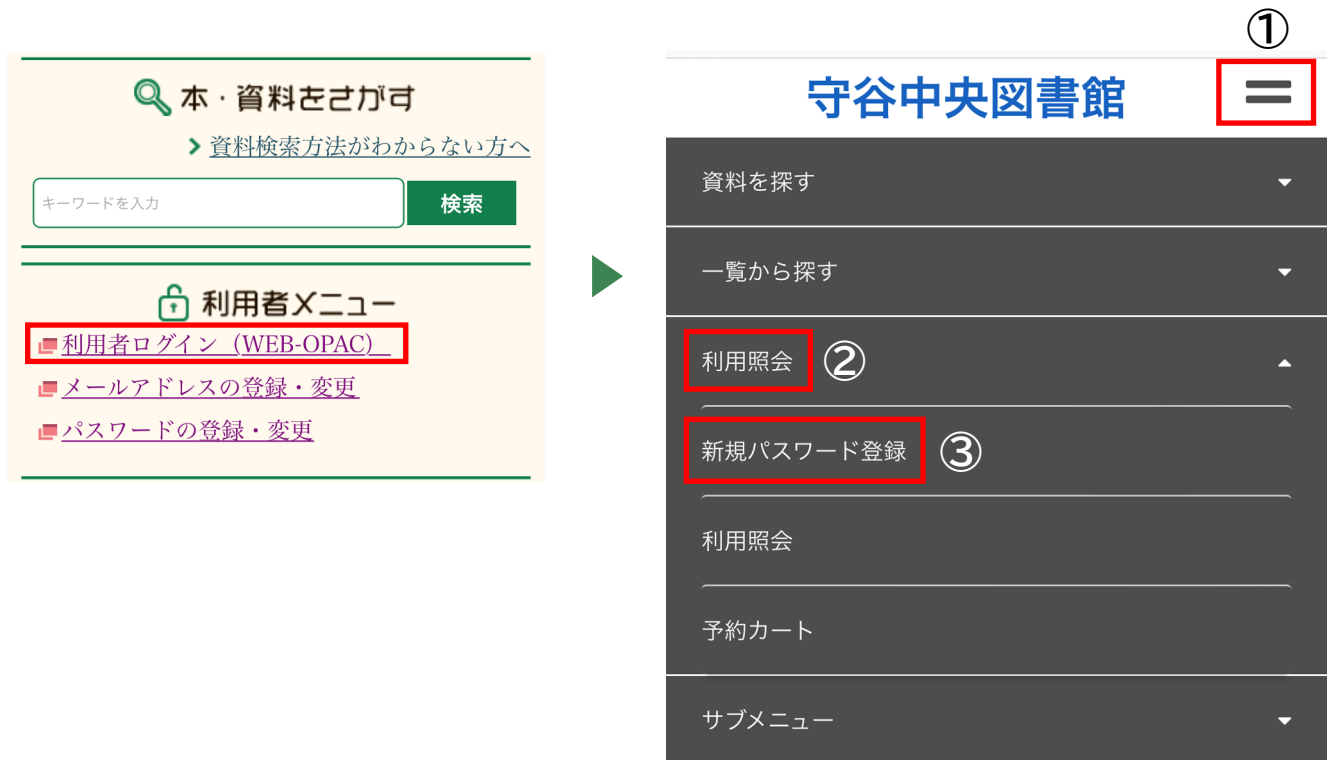 本・資料をさがす
資料検索方法がわからない方へ
キーワードを入力
検索
利用者メニュー
利用者ログイン（WEB-OPAC）
メールアドレスの登録・変更
パスワードの登録・変更
①
守谷中央図書館
資料を探す
一覧から探す
利用照会 ②
新規パスワード登録 ③
利用照会
予約カート
サブメニュー